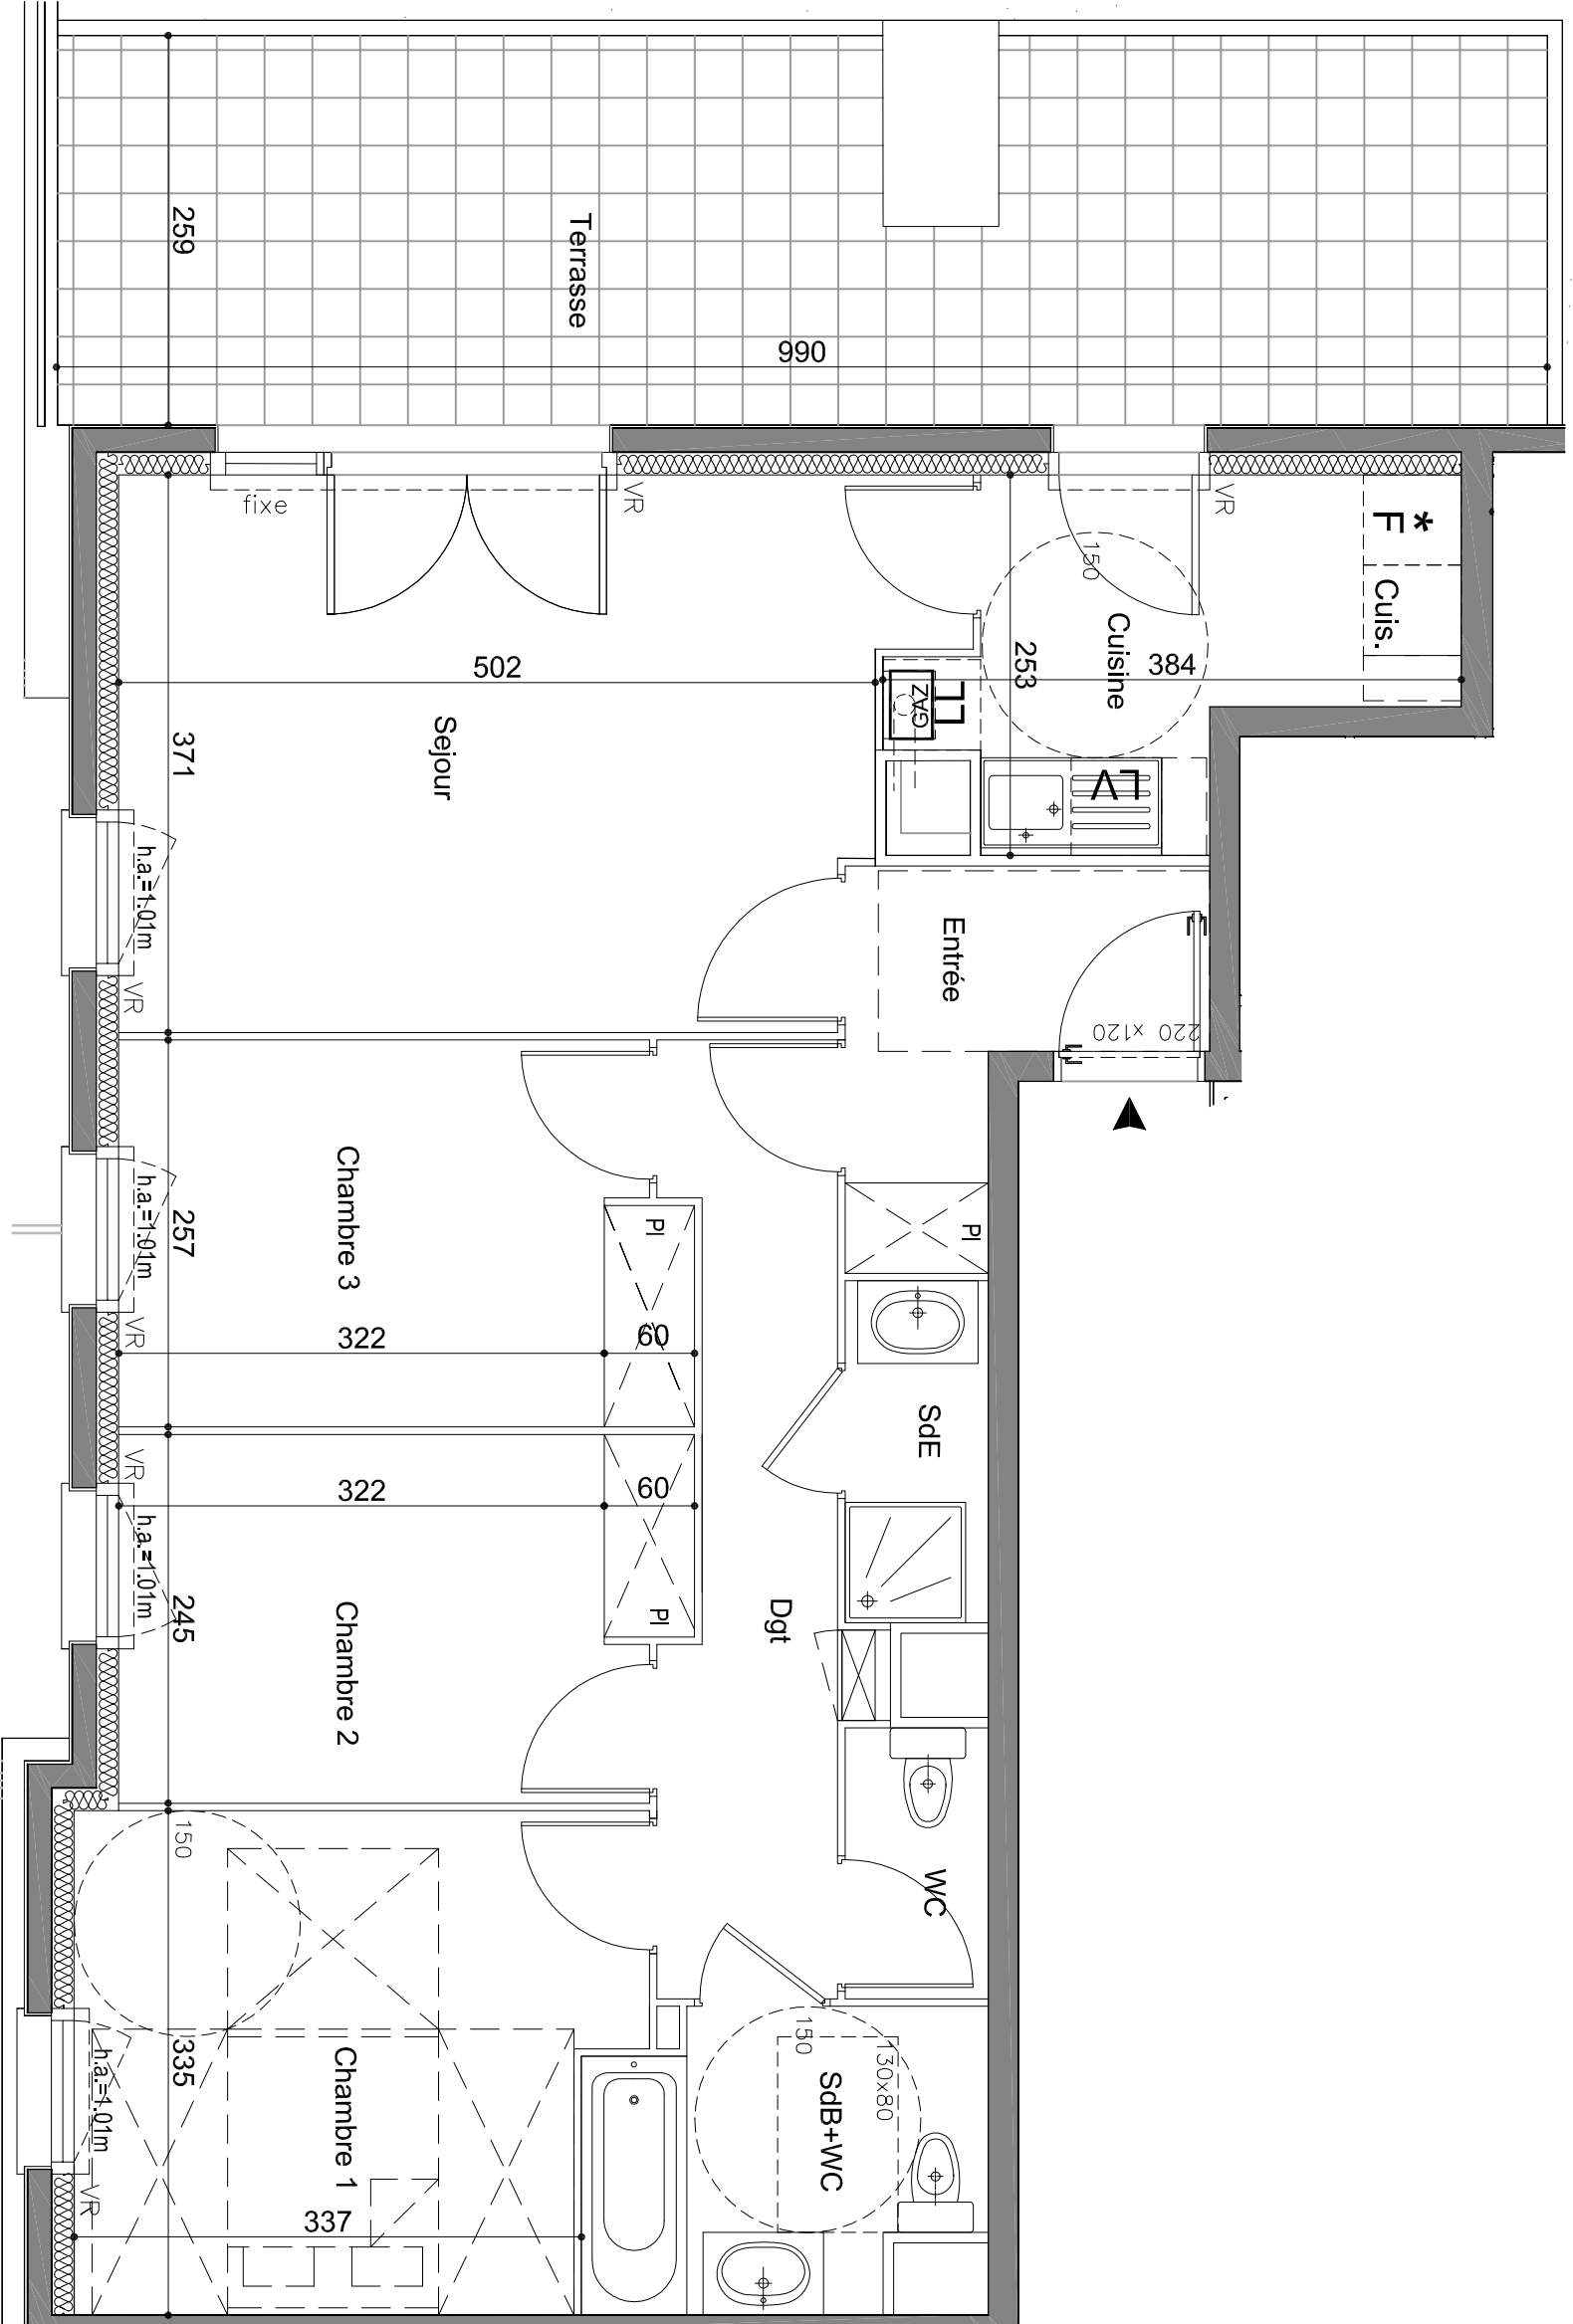 259
Terrasse
990
fixe
VR
VR
*
F
Cuis.
150
Cuisine
384
253
502
GAZ
LL
LV
371
Sejour
h.a.=1.01m
VR
Entrée
220 x120
Chambre 3
h.a.=1.01m
257
VR
322
60
Pl
Pl
SdE
VR
322
60
h.a.=1.01m
245
Chambre 2
Pl
Dgt
WC
150
335
h.a.=1.01m
Chambre 1
VR
337
150
130x80
SdB+WC